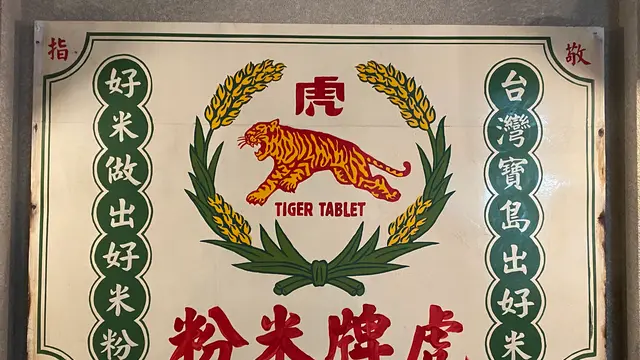 敬指
台灣寶島出好米
好米做出好米粉
虎
TIGER TABLET
虎牌米粉